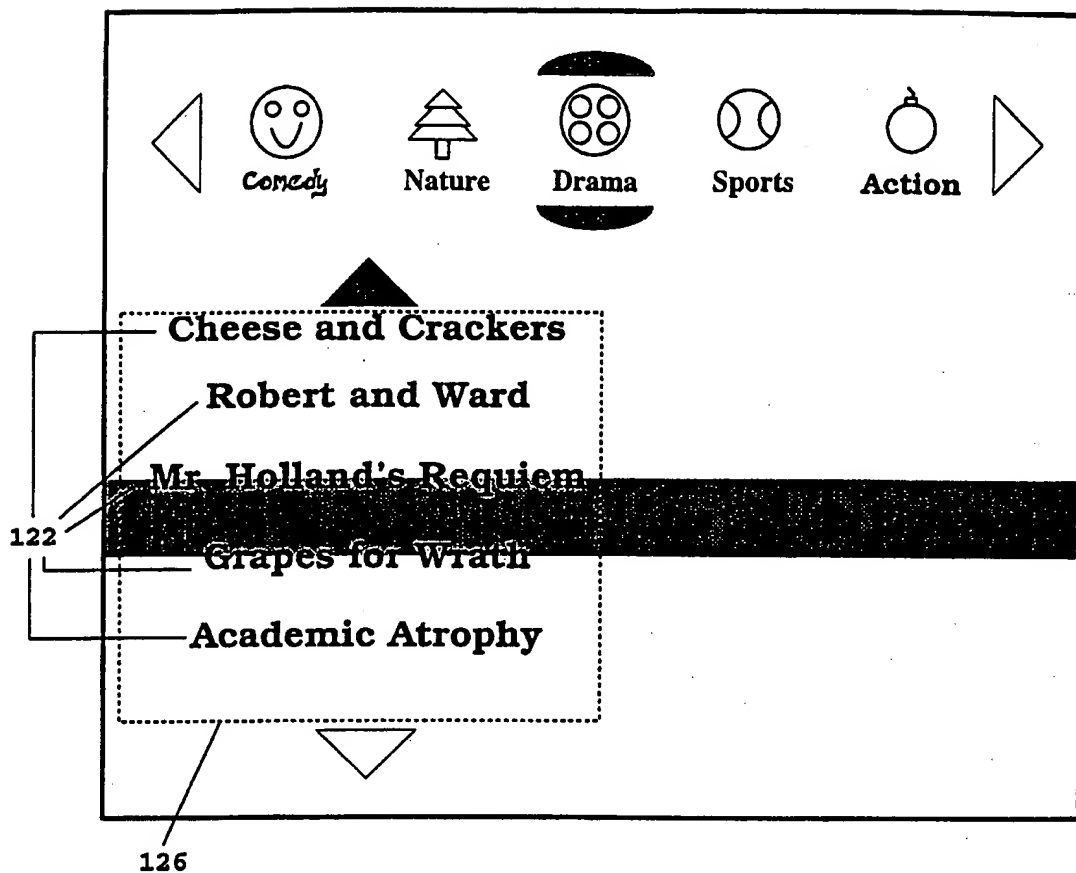 Comedy Nature Drama Sports Action
Cheese and Crackers
Robert and Ward
Mr. Holland's Requiem
122
Grapes for Wrath
Academic Atrophy
126